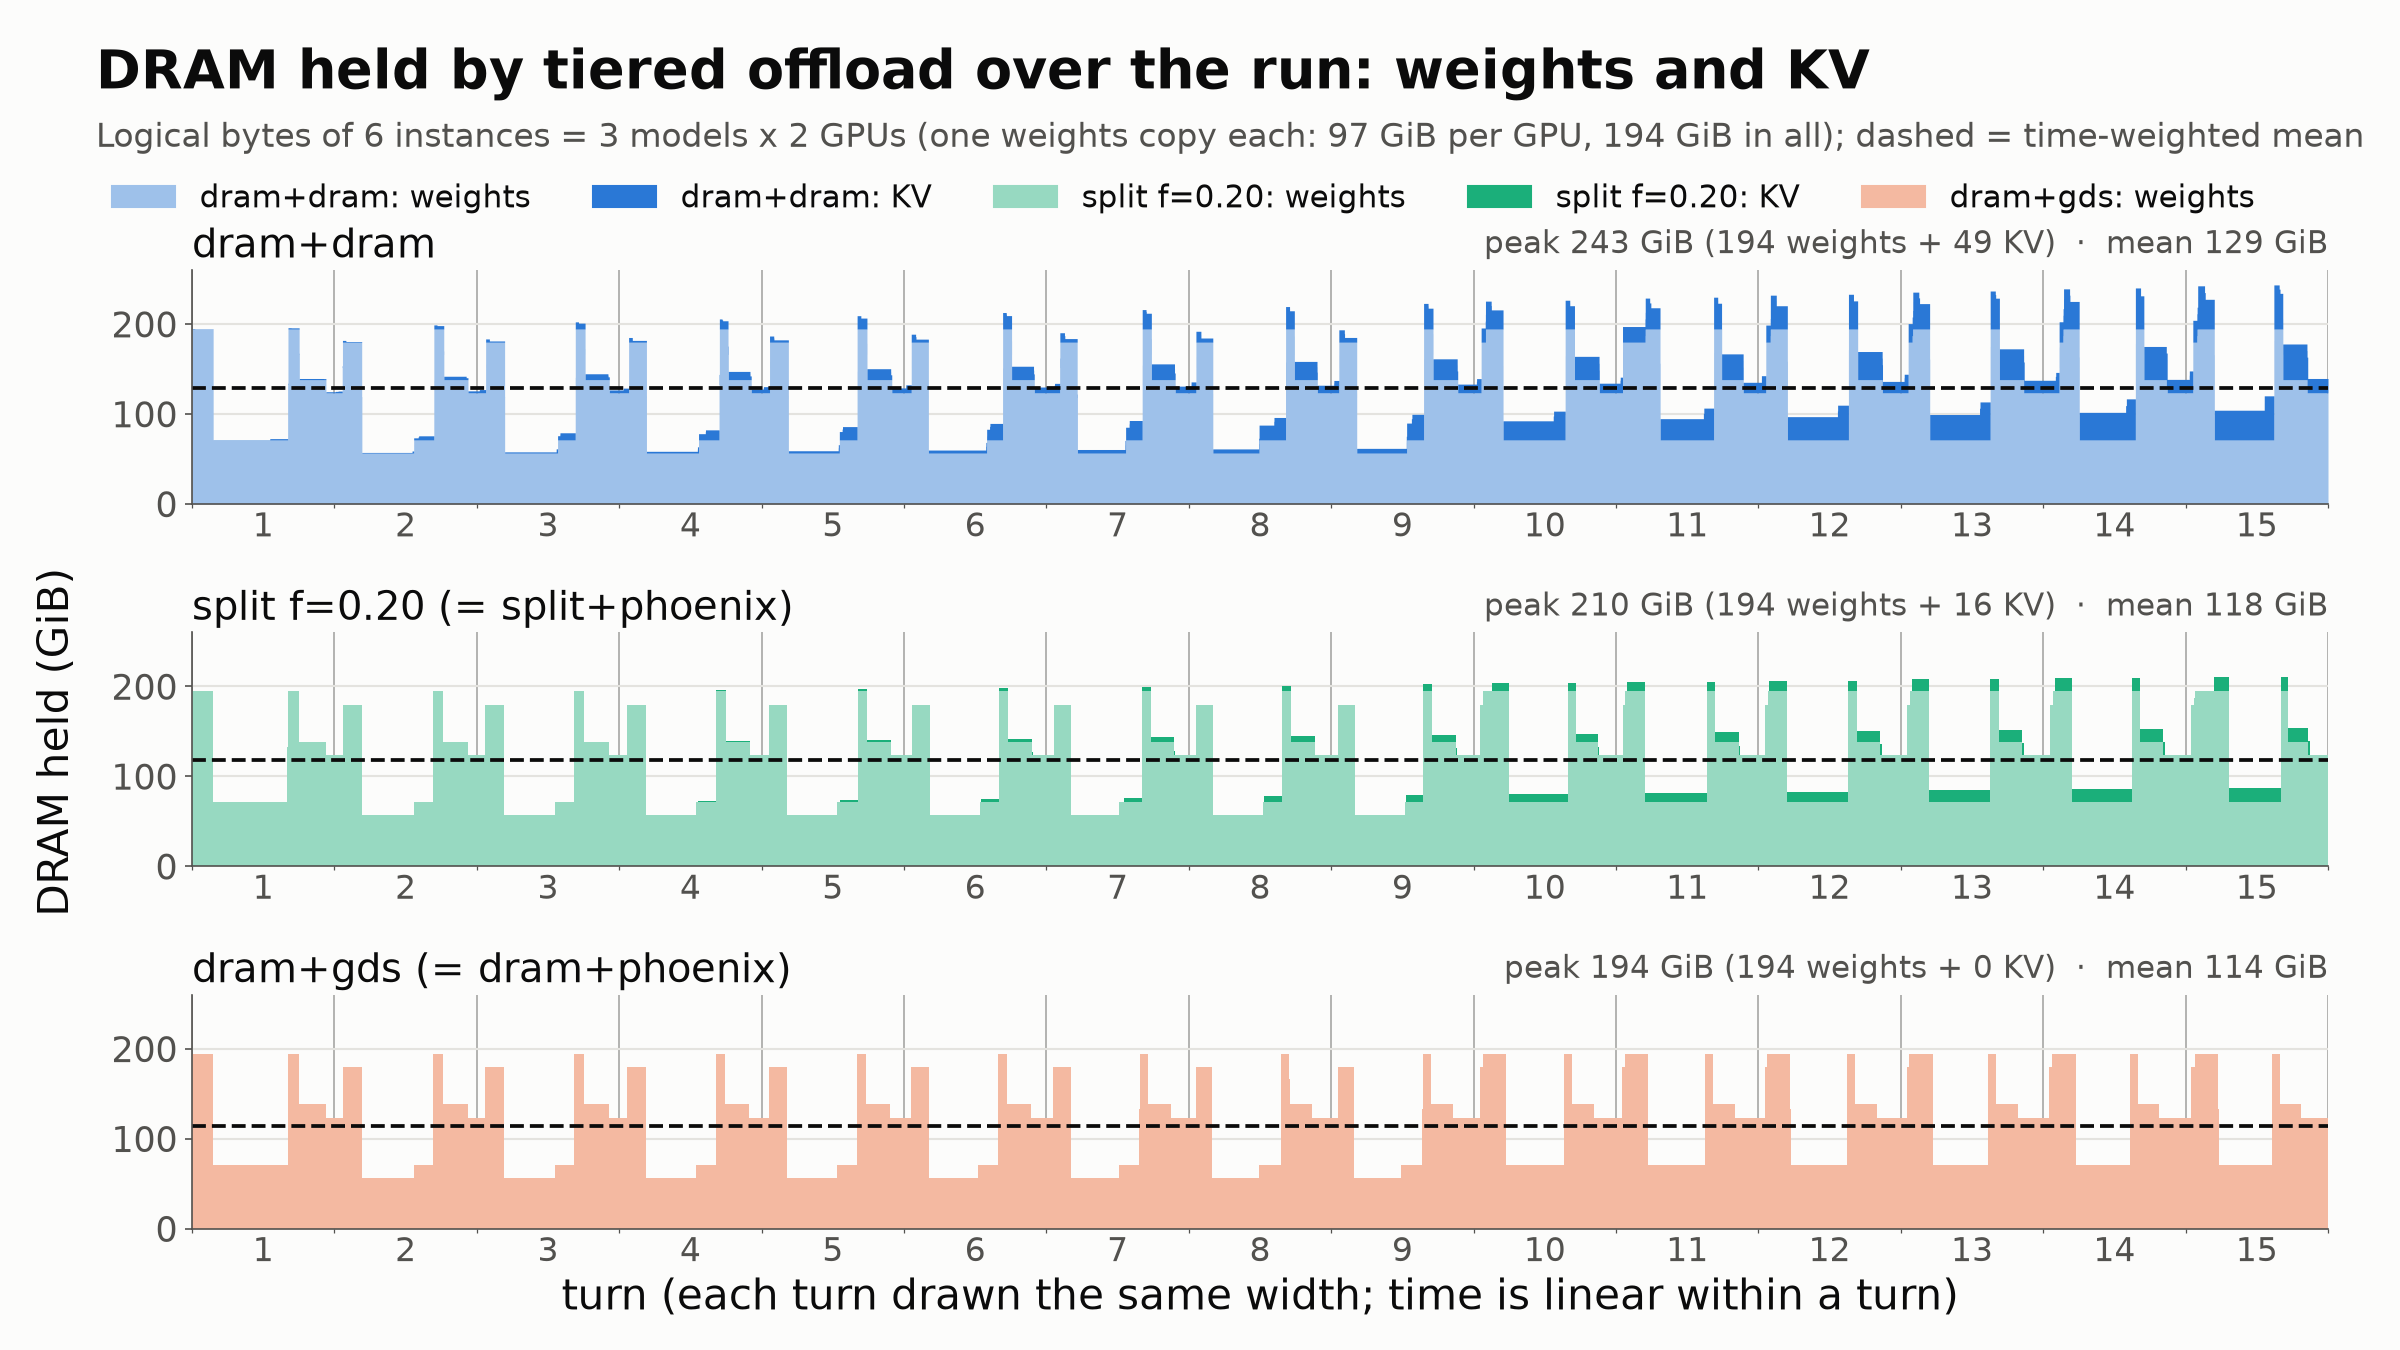 DRAM held by tiered offload over the run: weights and KV
Logical bytes of 6 instances = 3 models x 2 GPUs (one weights copy each: 97 GiB per GPU, 194 GiB in all); dashed = time-weighted mean
dram+dram: weights
dram+dram: KV
split f=0.20: weights
split f=0.20: KV
dram+gds: weights
dram+dram
peak 243 GiB (194 weights + 49 KV) · mean 129 GiB
200
100
0
1 2 3 4 5 6 7 8 9 10 11 12 13 14 15
DRAM held (GiB)
split f=0.20 (= split+phoenix)
peak 210 GiB (194 weights + 16 KV) · mean 118 GiB
200
100
0
1 2 3 4 5 6 7 8 9 10 11 12 13 14 15
dram+gds (= dram+phoenix)
peak 194 GiB (194 weights + 0 KV) · mean 114 GiB
200
100
0
1 2 3 4 5 6 7 8 9 10 11 12 13 14 15
turn (each turn drawn the same width; time is linear within a turn)